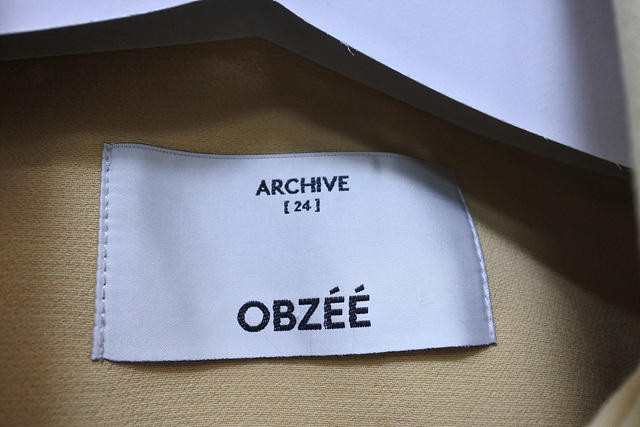 ARCHIVE
[ 24 ]
OBZÉÉ